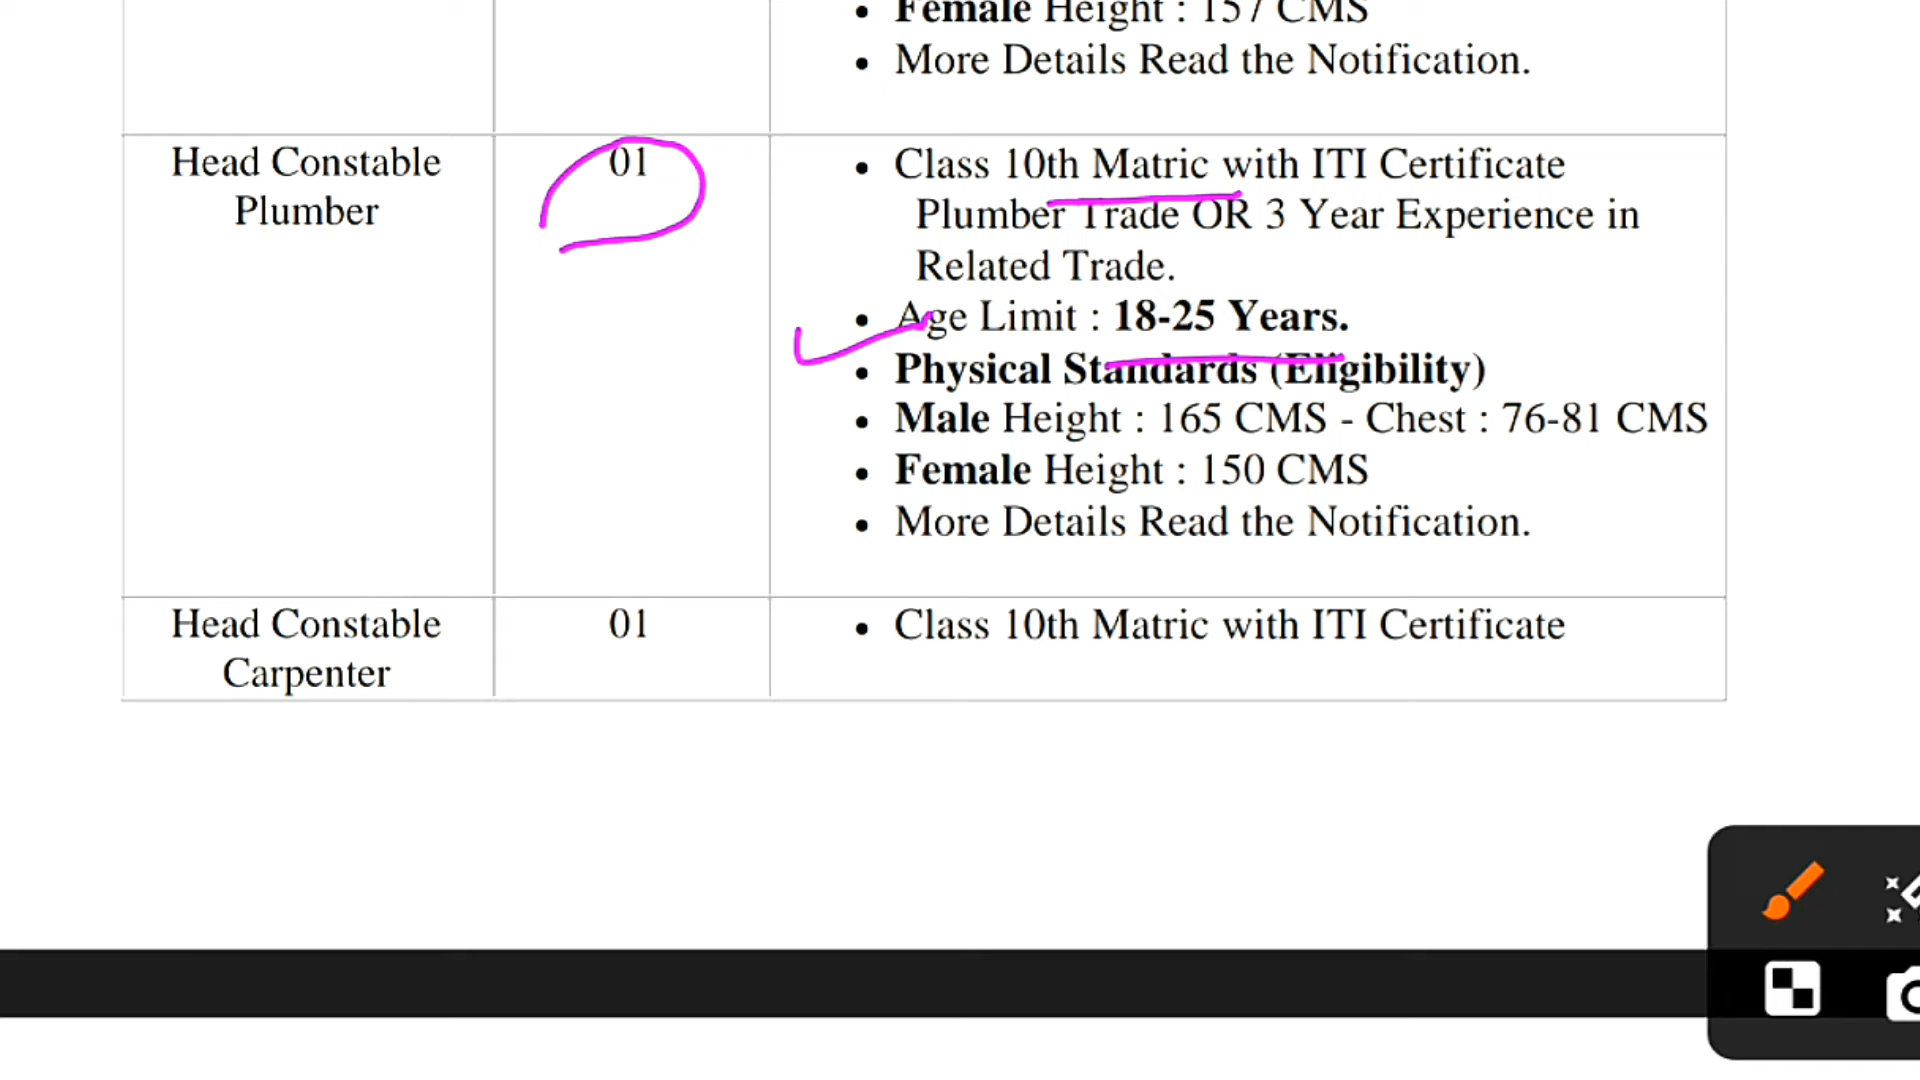 Female Height : 157 CMS
More Details Read the Notification.
Head Constable
Plumber
01
Class 10th Matric with ITI Certificate
Plumber Trade OR 3 Year Experience in
Related Trade.
Age Limit : 18-25 Years.
Physical Standards (Eligibility)
Male Height : 165 CMS - Chest : 76-81 CMS
Female Height : 150 CMS
More Details Read the Notification.
Head Constable
Carpenter
01
Class 10th Matric with ITI Certificate